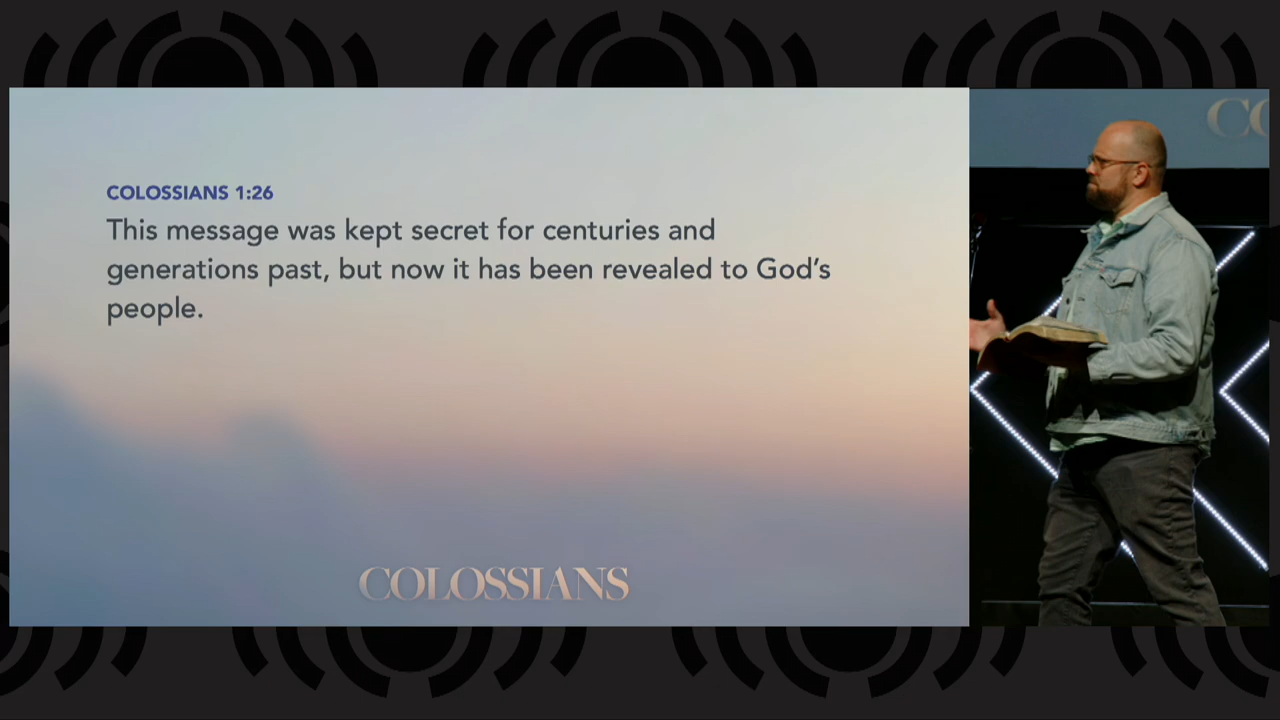 COLOSSIANS 1:26
This message was kept secret for centuries and
generations past, but now it has been revealed to God's
people.
COLOSSIANS
CO